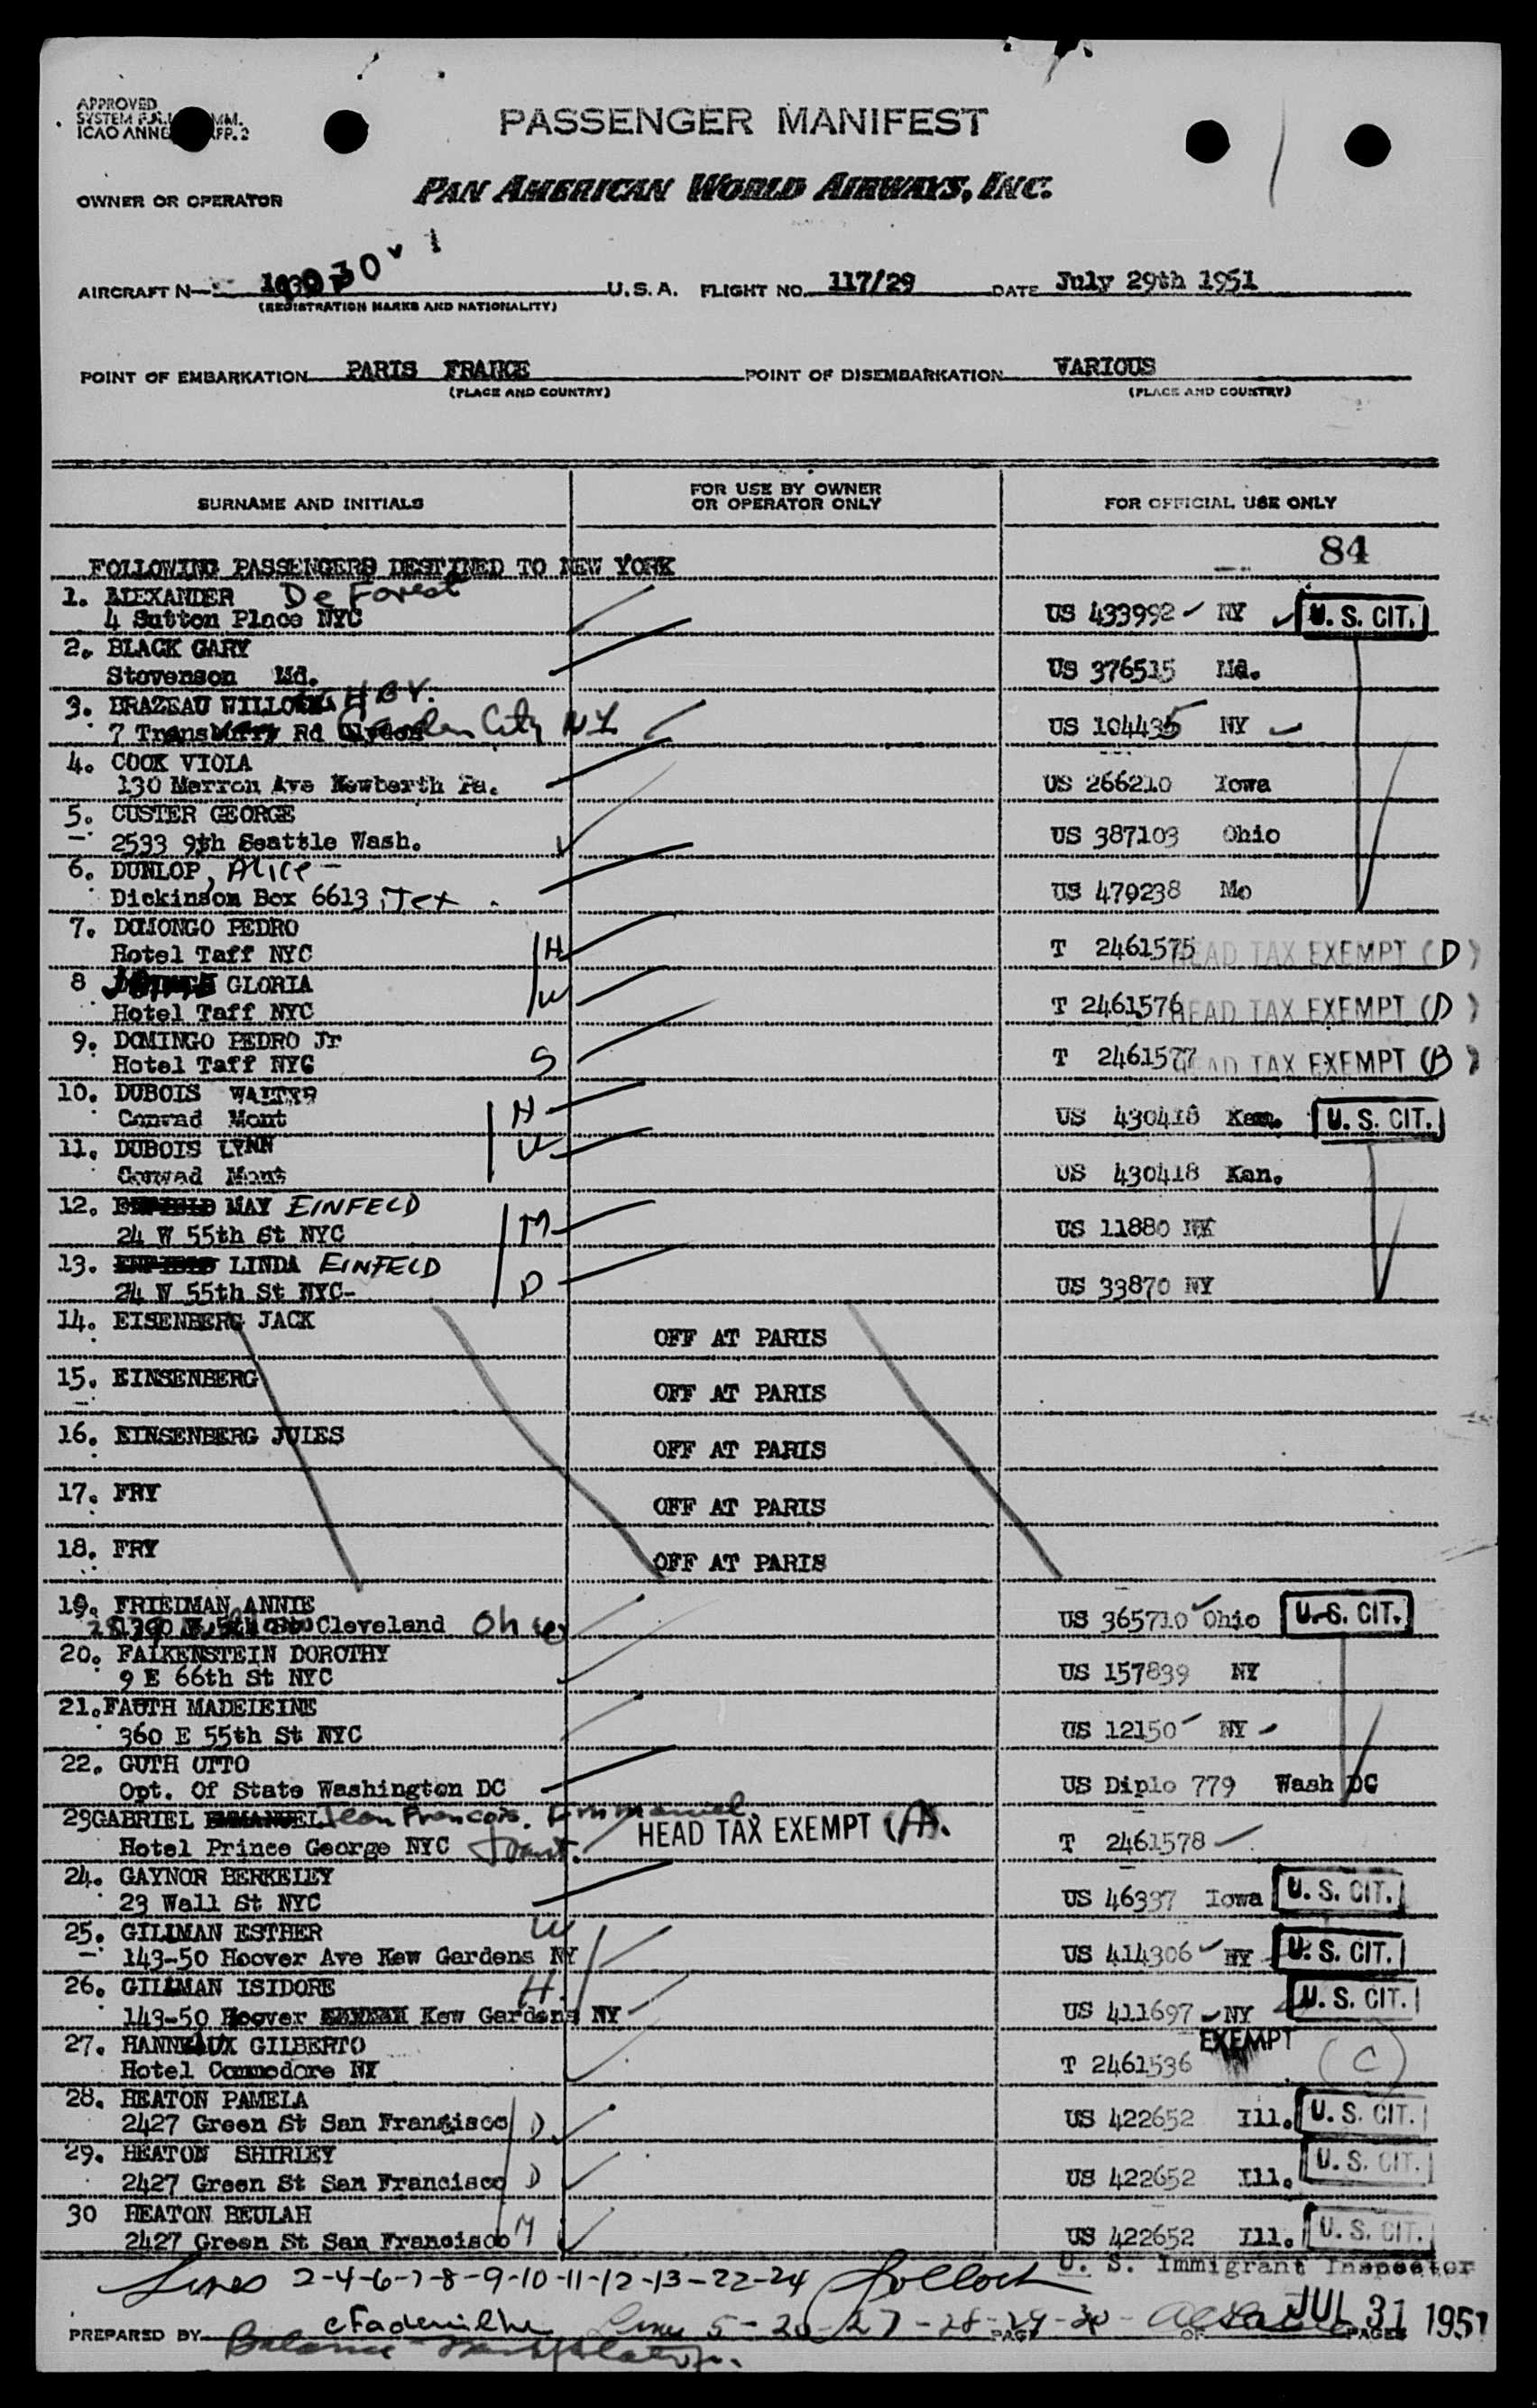 APPROVED
SYSTEM
ICAO ANNE
PASSENGER MANIFEST
OWNER OR OPERATOR
PAN AMERICAN WORLD AIRWAYS, INC.
AIRCRAFT N— 1030V U.S.A. FLIGHT NO. 117/29 DATE July 29th 1951
(REGISTRATION MARKS AND NATIONALITY)
POINT OF EMBARKATION PARIS FRANCE POINT OF DISEMBARKATION VARIOUS
(PLACE AND COUNTRY) (PLACE AND COUNTRY)
SURNAME AND INITIALS FOR USE BY OWNER OR OPERATOR ONLY FOR OFFICIAL USE ONLY
84
FOLLOWING PASSENGERS DESTINED TO NEW YORK
1. ALEXANDER De Forest
4 Sutton Place NYC US 433992 NY U.S. CIT.
2. BLACK GARY
Stovenson Md. US 376515 Md.
3. BRAZEAU
7 Rd Garden City NY US 104435 NY
4. COOK VIOLA
130 Merron Ave Newberth Pa. US 266210 Iowa
5. CUSTER GEORGE
2533 9th Seattle Wash. US 387103 Ohio
6. DUNLOP, Alice
Dickinson Box 6613, Tex. US 479238 Mo
7. DOMONGO PEDRO
Hotel Taff NYC H T 2461575 HEAD TAX EXEMPT (D)
8 GLORIA
Hotel Taff NYC W T 2461576 HEAD TAX EXEMPT (D)
9. DOMINGO PEDRO Jr
Hotel Taff NYC S T 2461577 HEAD TAX EXEMPT (B)
10. DUBOIS WALTER
Conrad Mont H US 430418 Kan. U.S. CIT.
11. DUBOIS LYNN
Conrad Mont W US 430418 Kan.
12. MAY EINFELD
24 W 55th St NYC M US 11880 NY
13. LINDA EINFELD
24 W 55th St NYC- D US 33870 NY
14. EISENBERG JACK OFF AT PARIS
15. EINSENBERG OFF AT PARIS
16. EINSENBERG JULES OFF AT PARIS
17. FRY OFF AT PARIS
18. FRY OFF AT PARIS
19. FRIEDMAN ANNIE
Cleveland Ohio US 365710 Ohio U.S. CIT.
20. FALKENSTEIN DOROTHY
9 E 66th St NYC US 157839 NY
21. FAUTH MADELEINE
360 E 55th St NYC US 12150 NY
22. GUTH OTTO
Opt. Of State Washington DC US Diplo 779 Wash DC
23 GABRIEL EMMANUEL Jean Francois. Emmanuel
Hotel Prince George NYC HEAD TAX EXEMPT (A). T 2461578
24. GAYNOR BERKELEY
23 Wall St NYC US 46337 Iowa U.S. CIT.
25. GILLMAN ESTHER W
143-50 Hoover Ave Kew Gardens NY US 414306 NY U.S. CIT.
26. GILLMAN ISIDORE H.
143-50 Hoover Kew Gardens NY US 411697 NY U.S. CIT.
27. HANNEAUX GILBERTO EXEMPT
Hotel Commodore NY T 2461536 (C)
28. HEATON PAMELA
2427 Green St San Frangisco D US 422652 Ill. U.S. CIT.
29. HEATON SHIRLEY
2427 Green St San Francisco D US 422652 Ill. U.S. CIT.
30 HEATON BEULAH
2427 Green St San Francisco M US 422652 Ill. U.S. CIT.
Lines 2-4-6-7-8-9-10-11-12-13-22-24 Pollock U. S. Immigrant Inspector
PREPARED BY Lines 5-20-27-28-29-30- PAGE OF PAGES JUL 31 1951
Balance